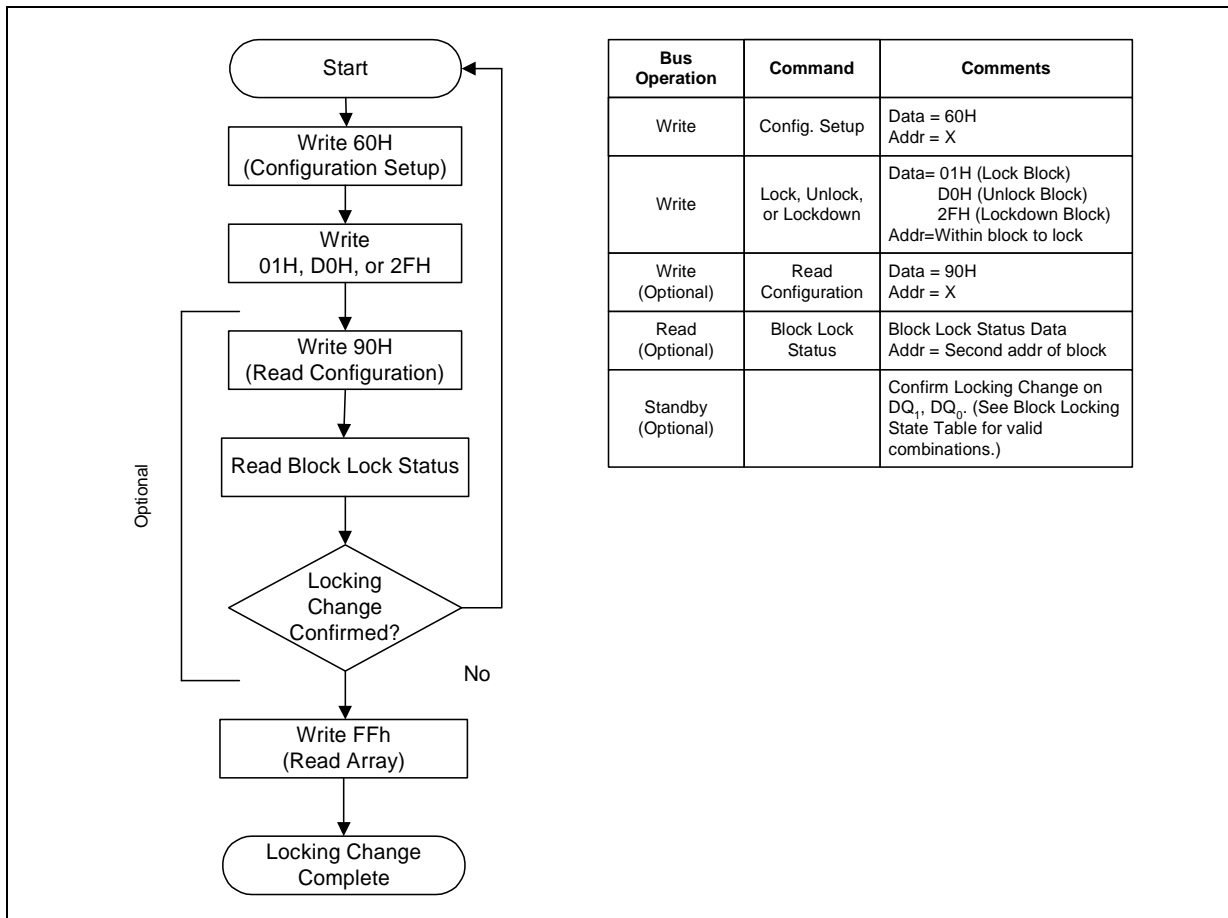 Start
Write 60H
(Configuration Setup)
Write
01H, D0H, or 2FH
Write 90H
(Read Configuration)
Read Block Lock Status
Optional
Locking
Change
Confirmed?
No
Write FFh
(Read Array)
Locking Change
Complete
Bus
Operation
Command
Comments
Write
Config. Setup
Data = 60H
Addr = X
Write
Lock, Unlock,
or Lockdown
Data= 01H (Lock Block)
D0H (Unlock Block)
2FH (Lockdown Block)
Addr=Within block to lock
Write
(Optional)
Read
Configuration
Data = 90H
Addr = X
Read
(Optional)
Block Lock
Status
Block Lock Status Data
Addr = Second addr of block
Standby
(Optional)
Confirm Locking Change on
DQ1, DQ0. (See Block Locking
State Table for valid
combinations.)